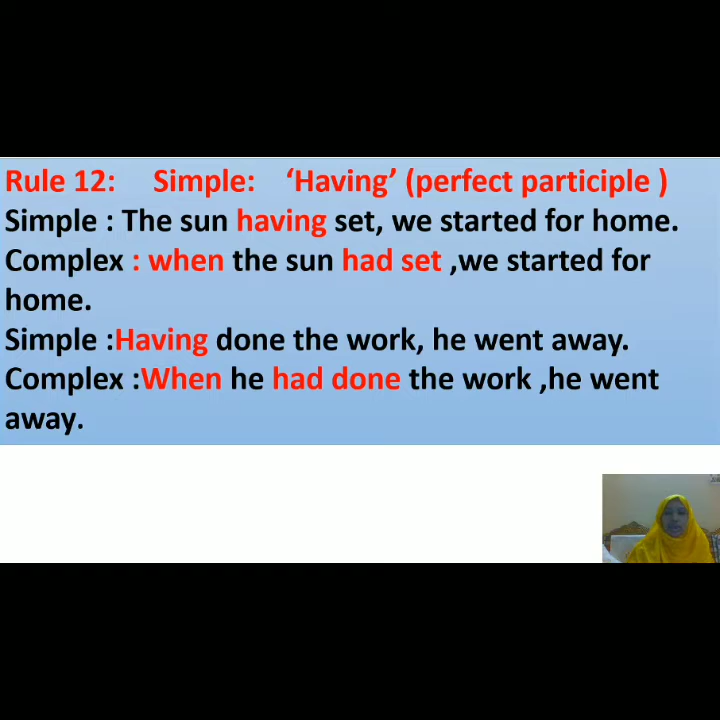 Rule 12: Simple: ‘Having’ (perfect participle )
Simple : The sun having set, we started for home.
Complex : when the sun had set ,we started for
home.
Simple :Having done the work, he went away.
Complex :When he had done the work ,he went
away.